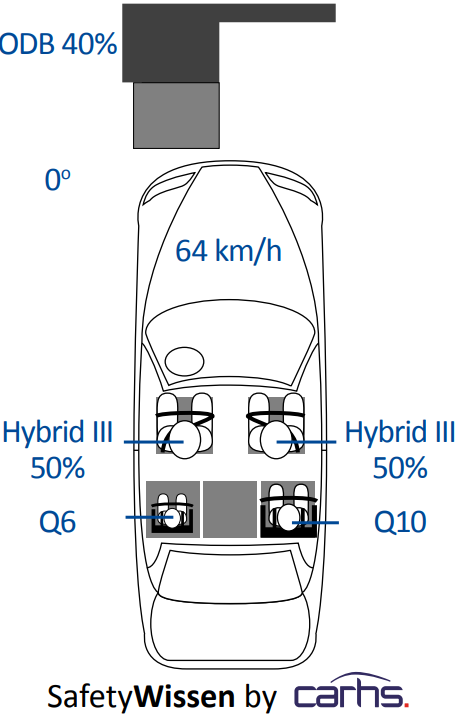 ODB 40%
0°
64 km/h
Hybrid III
50%
Hybrid III
50%
Q6
Q10
SafetyWissen by carhs.